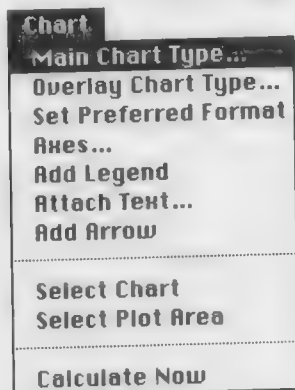 Chart
Main Chart Type...
Overlay Chart Type...
Set Preferred Format
Axes...
Add Legend
Attach Text...
Add Arrow
Select Chart
Select Plot Area
Calculate Now